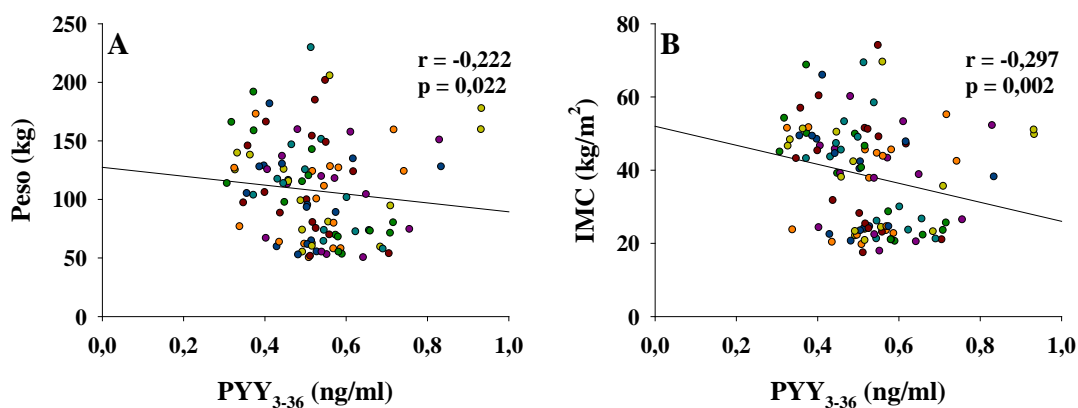 A
r = -0,222
p = 0,022
Peso (kg)
250
200
150
100
50
0
0,0 0,2 0,4 0,6 0,8 1,0
PYY3-36 (ng/ml)
B
r = -0,297
p = 0,002
IMC (kg/m2)
80
60
40
20
0
0,0 0,2 0,4 0,6 0,8 1,0
PYY3-36 (ng/ml)